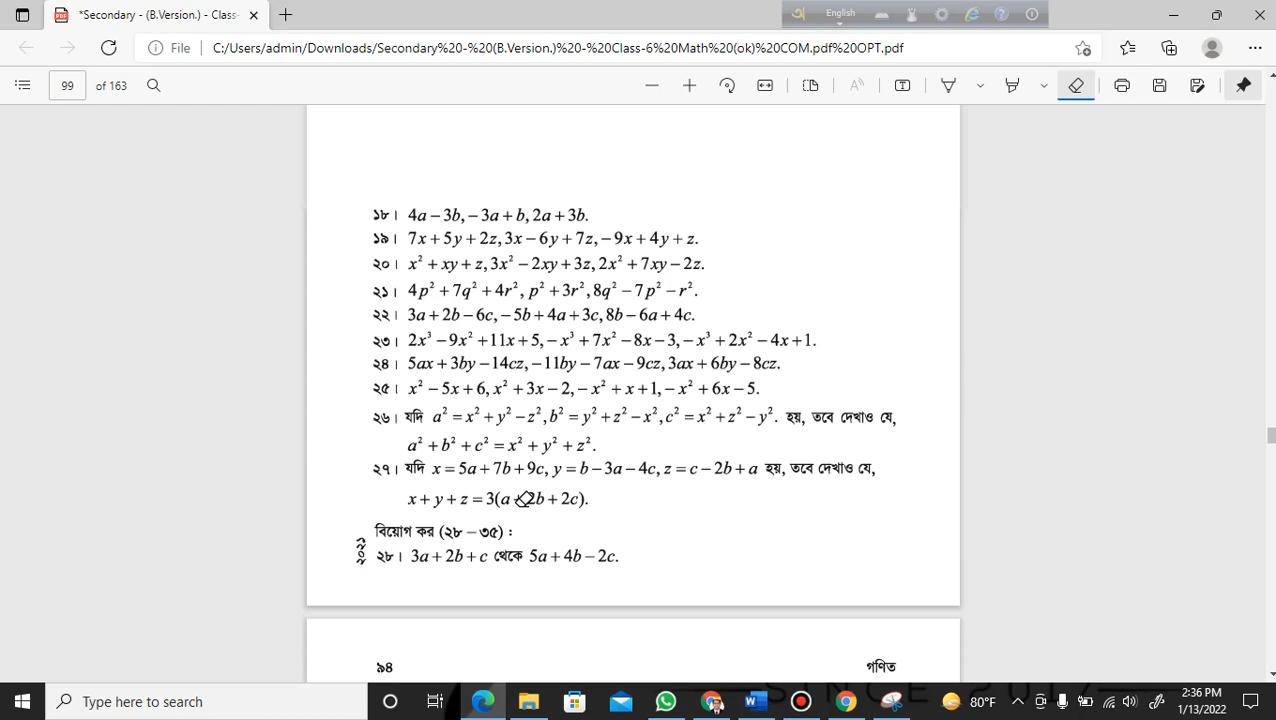 *Secondary - (B.Version.) - Class-
English
File C:/Users/admin/Downloads/Secondary%20-%20(B.Version.)%20-%20Class-6%20Math%20(ok)%20COM.pdf%20OPT.pdf
99 of 163
১৮। 4a − 3b, − 3a + b, 2a + 3b.
১৯। 7x + 5y + 2z, 3x − 6y + 7z, − 9x + 4y + z.
২০। x² + xy + z, 3x² − 2xy + 3z, 2x² + 7xy − 2z.
২১। 4p² + 7q² + 4r², p² + 3r², 8q² − 7p² − r².
২২। 3a + 2b − 6c, − 5b + 4a + 3c, 8b − 6a + 4c.
২৩। 2x³ − 9x² + 11x + 5, − x³ + 7x² − 8x − 3, − x³ + 2x² − 4x + 1.
২৪। 5ax + 3by − 14cz, − 11by − 7ax − 9cz, 3ax + 6by − 8cz.
২৫। x² − 5x + 6, x² + 3x − 2, − x² + x + 1, − x² + 6x − 5.
২৬। যদি a² = x² + y² − z², b² = y² + z² − x², c² = x² + z² − y². হয়, তবে দেখাও যে,
a² + b² + c² = x² + y² + z².
২৭। যদি x = 5a + 7b + 9c, y = b − 3a − 4c, z = c − 2b + a হয়, তবে দেখাও যে,
x + y + z = 3(a + 2b + 2c).
বিয়োগ কর (২৮ − ৩৫) :
২০২১
২৮। 3a + 2b + c থেকে 5a + 4b − 2c.
৯৪ গণিত
SINCE
Type here to search
80°F
2:36 PM
1/13/2022